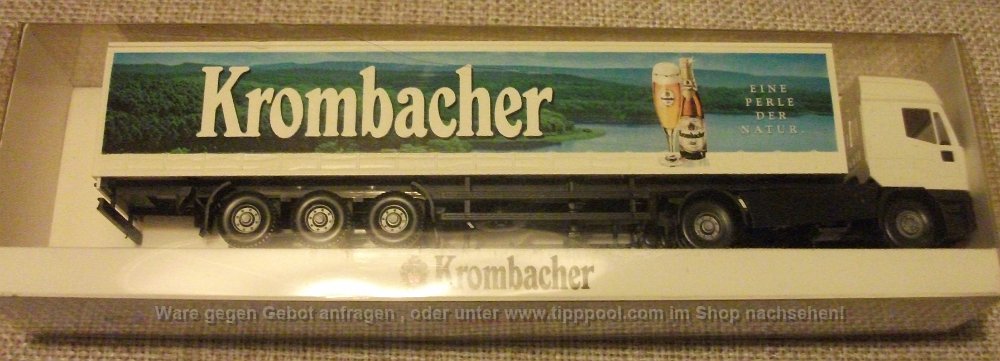 Krombacher
EINE
PERLE
DER
NATUR.
Krombacher
Ware gegen Gebot anfragen , oder unter www.tipppool.com im Shop nachsehen!